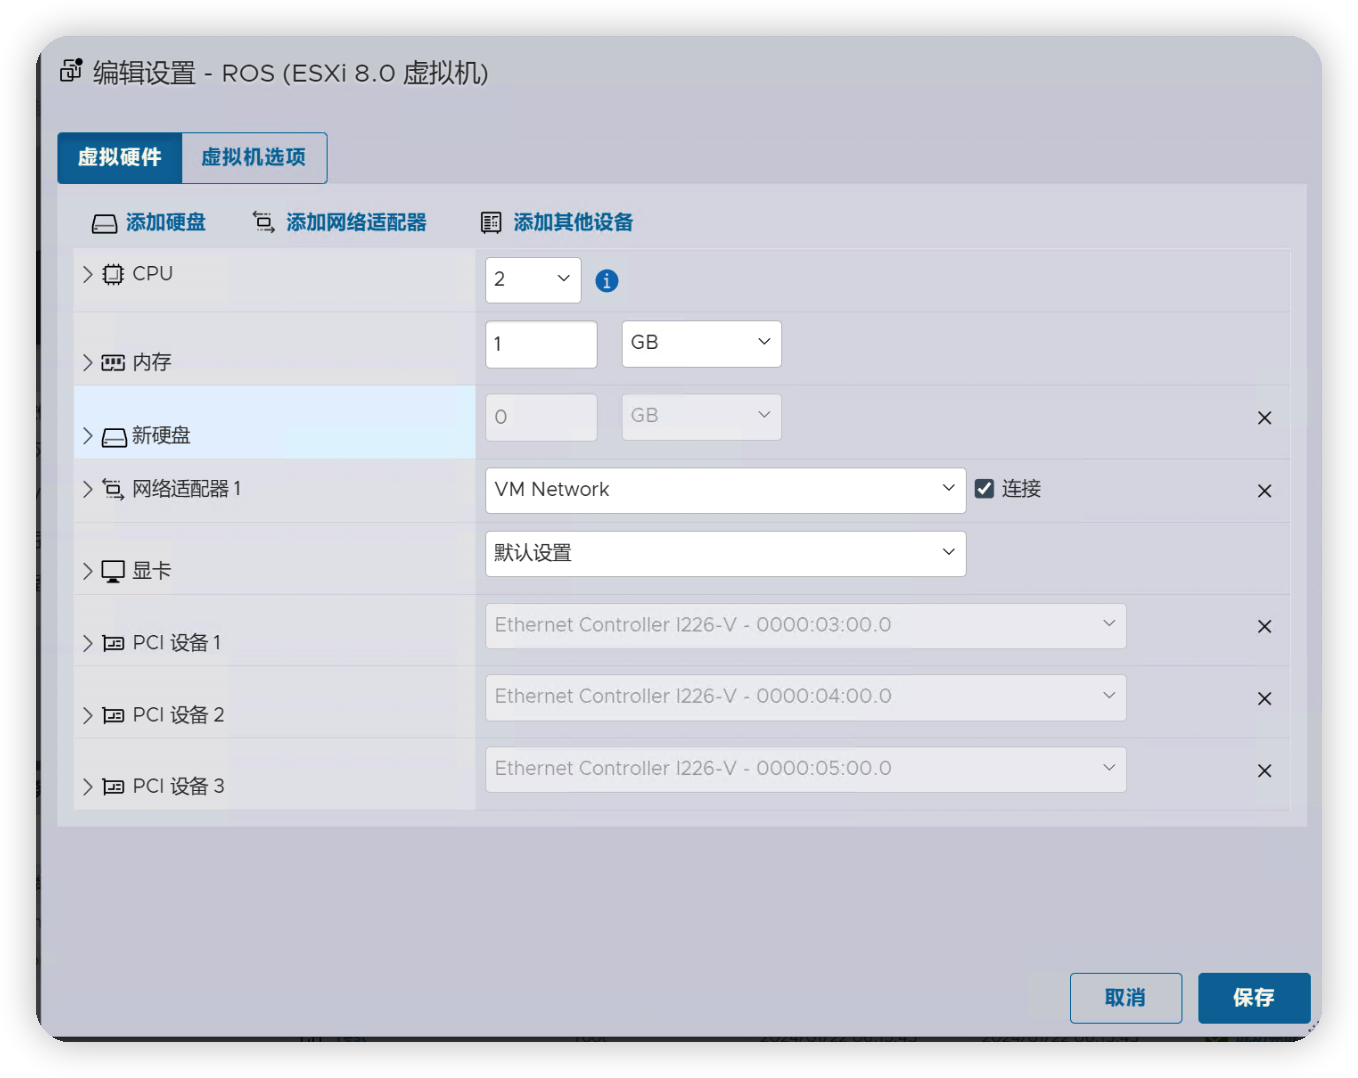 编辑设置 - ROS (ESXi 8.0 虚拟机)
虚拟硬件 虚拟机选项
添加硬盘 添加网络适配器 添加其他设备
CPU 2
内存 1 GB
新硬盘 0 GB
网络适配器 1 VM Network 连接
显卡 默认设置
PCI 设备 1 Ethernet Controller I226-V - 0000:03:00.0
PCI 设备 2 Ethernet Controller I226-V - 0000:04:00.0
PCI 设备 3 Ethernet Controller I226-V - 0000:05:00.0
取消 保存